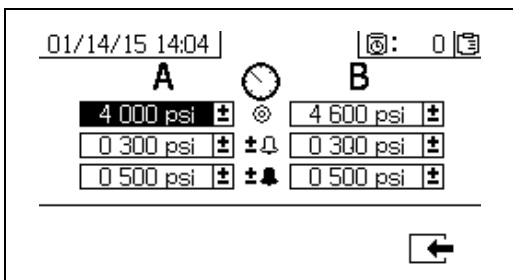 01/14/15 14:04 : 0
A B
4 000 psi ± 4 600 psi ±
0 300 psi ± ± 0 300 psi ±
0 500 psi ± ± 0 500 psi ±